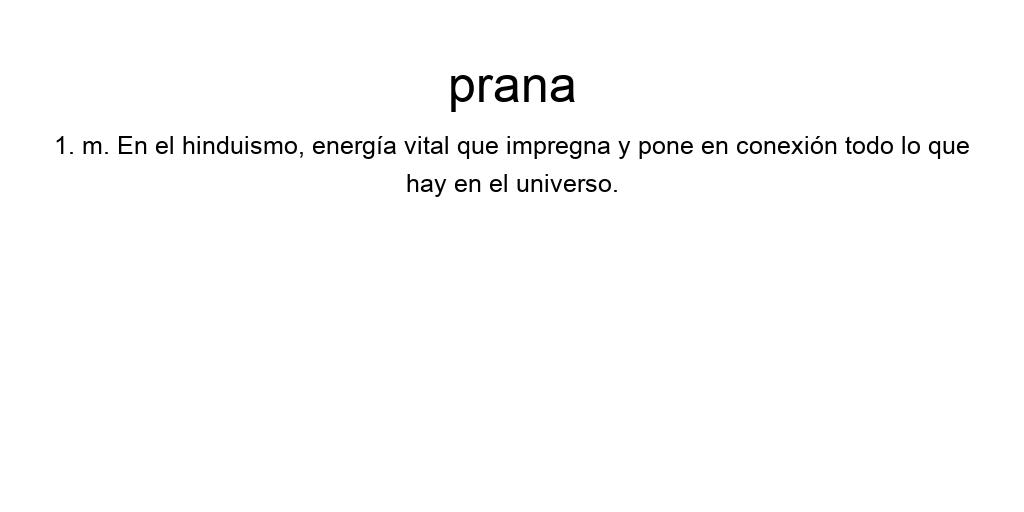 prana
1. m. En el hinduismo, energía vital que impregna y pone en conexión todo lo que
hay en el universo.